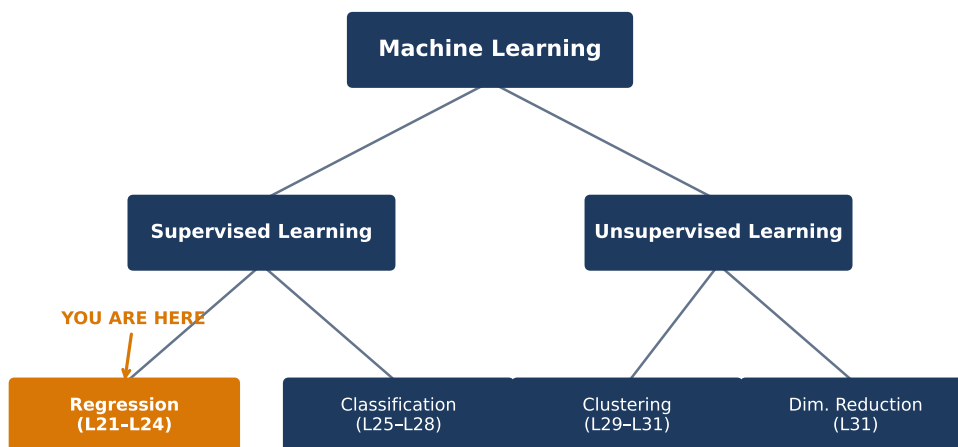 Machine Learning
Supervised Learning
Unsupervised Learning
YOU ARE HERE
Regression
(L21–L24)
Classification
(L25–L28)
Clustering
(L29–L31)
Dim. Reduction
(L31)